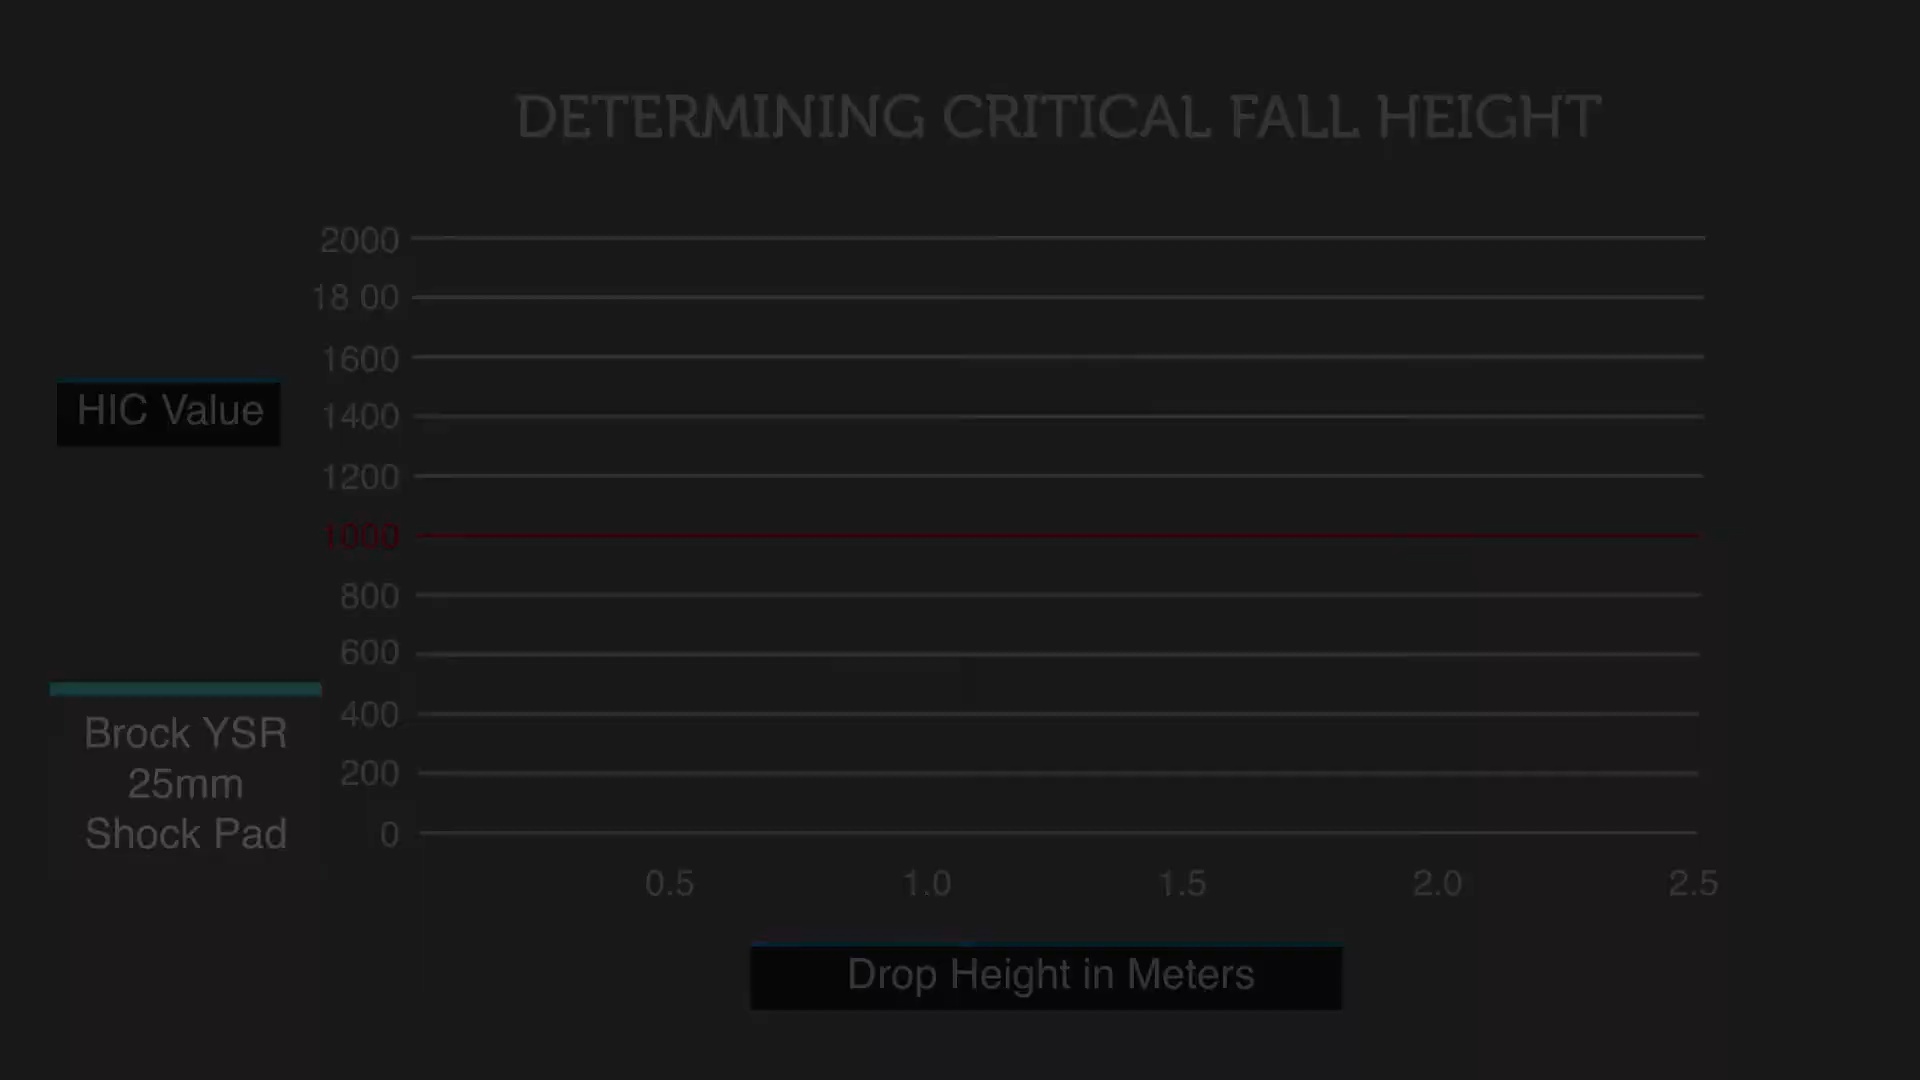 DETERMINING CRITICAL FALL HEIGHT
2000
18 00
1600
HIC Value
1400
1200
1000
800
600
400
Brock YSR
25mm
Shock Pad
200
0
0.5 1.0 1.5 2.0 2.5
Drop Height in Meters